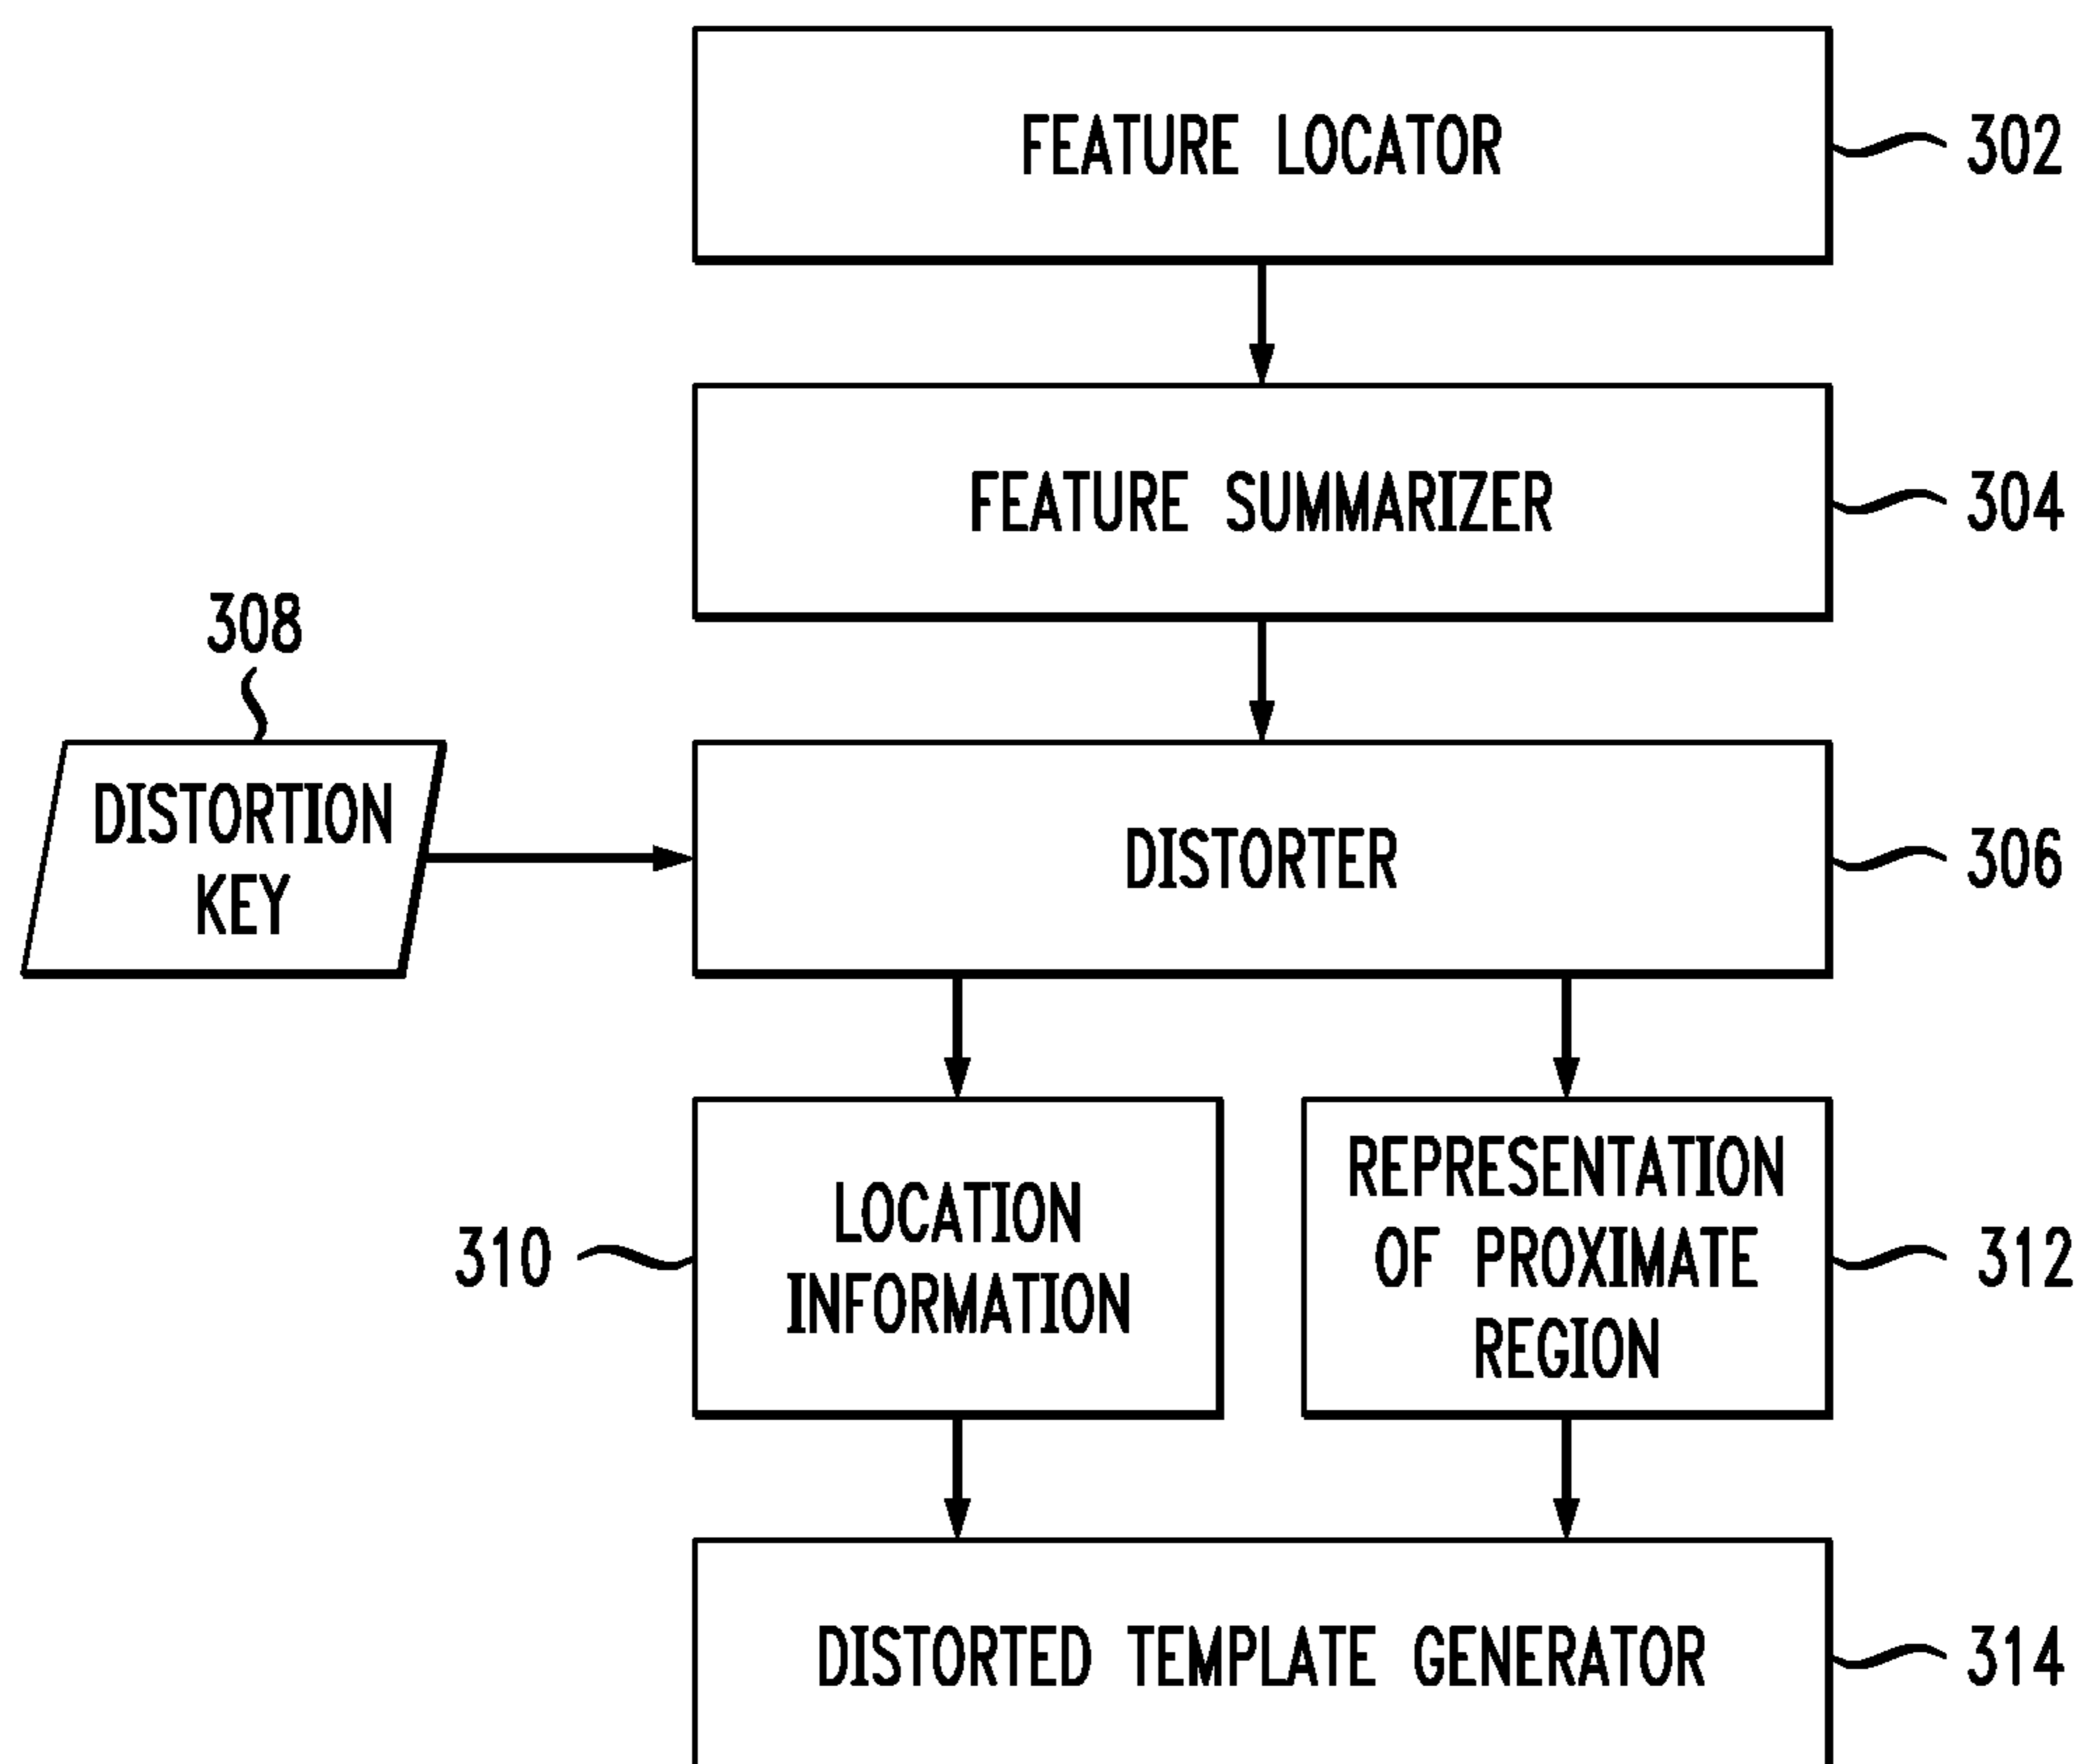 FEATURE LOCATOR
302
FEATURE SUMMARIZER
304
308
DISTORTION
KEY
DISTORTER
306
310
LOCATION
INFORMATION
REPRESENTATION
OF PROXIMATE
REGION
312
DISTORTED TEMPLATE GENERATOR
314